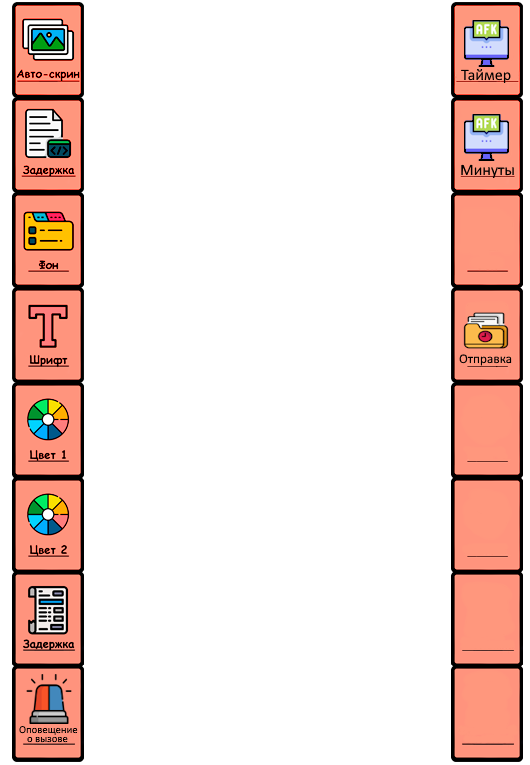 Авто-скрин
Задержка
</>
Фон
Шрифт
Цвет 1
Цвет 2
Задержка
Оповещение
о вызове
AFK
Таймер
AFK
Минуты
Отправка